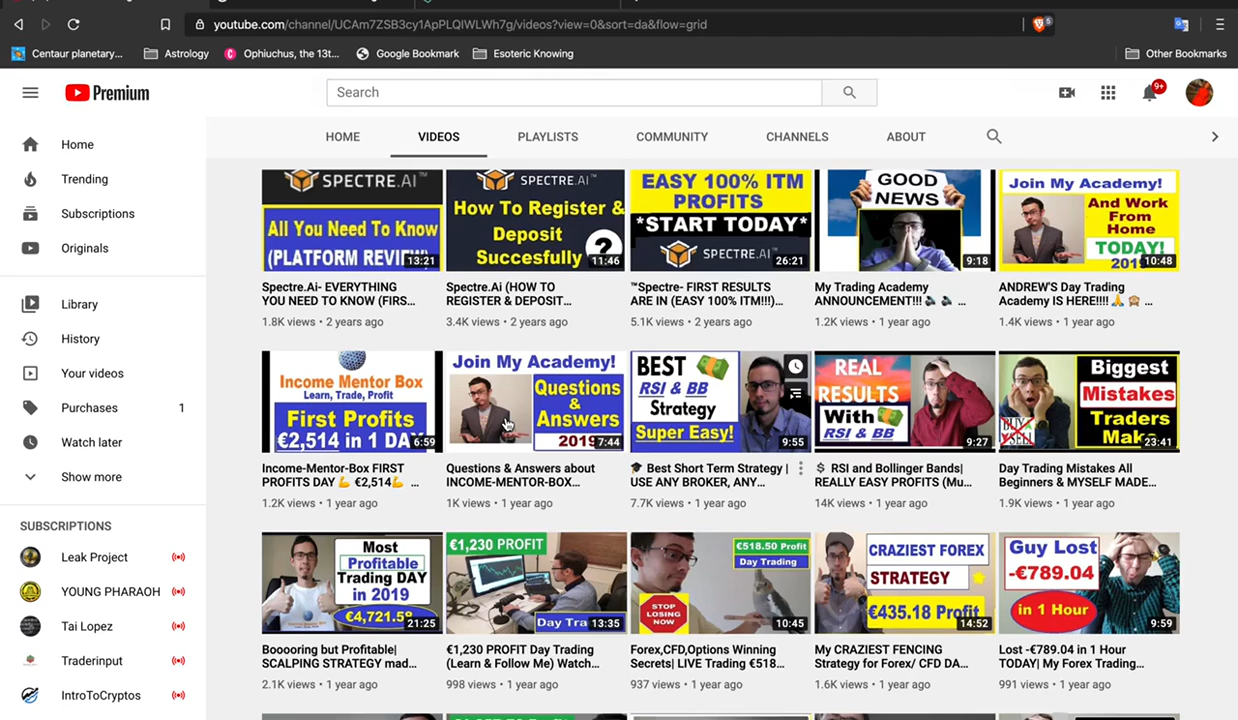 youtube.com/channel/UCAm7ZSB3cy1ApPLQIWLWh7g/videos?view=0&sort=da&flow=grid
5
Centaur planetary...
Astrology
Ophiuchus, the 13t...
Google Bookmark
Esoteric Knowing
Other Bookmarks
Premium
Search
9+
HOME
VIDEOS
PLAYLISTS
COMMUNITY
CHANNELS
ABOUT
Home
Trending
Subscriptions
Originals
Library
History
Your videos
Purchases 1
Watch later
Show more
SUBSCRIPTIONS
Leak Project
YOUNG PHARAOH
Tai Lopez
Traderinput
IntroToCryptos
SPECTRE.AI™
All You Need To Know
(PLATFORM REVIEW)
13:21
Spectre.Ai- EVERYTHING
YOU NEED TO KNOW (FIRS...
1.8K views • 2 years ago
SPECTRE.AI™
How To Register &
Deposit
Succesfully
?
11:46
Spectre.Ai (HOW TO
REGISTER & DEPOSIT...
3.4K views • 2 years ago
EASY 100% ITM
PROFITS
*START TODAY*
SPECTRE.AI™
26:21
™Spectre- FIRST RESULTS
ARE IN (EASY 100% ITM!!!)...
5.1K views • 2 years ago
GOOD
NEWS
9:18
My Trading Academy
ANNOUNCEMENT!!! ...
1.2K views • 1 year ago
Join My Academy!
And Work
From
Home
TODAY!
2019
10:48
ANDREW'S Day Trading
Academy IS HERE!!!! ...
1.4K views • 1 year ago
Income Mentor Box
Learn, Trade, Profit
First Profits
€2,514 in 1 DAY
6:59
Income-Mentor-Box FIRST
PROFITS DAY 💪 €2,514💪 ...
1.2K views • 1 year ago
Join My Academy!
Questions
&
Answers
2019
7:44
Questions & Answers about
INCOME-MENTOR-BOX...
1K views • 1 year ago
BEST
RSI & BB
Strategy
Super Easy!
9:55
🎓 Best Short Term Strategy |
USE ANY BROKER, ANY...
7.7K views • 1 year ago
REAL
RESULTS
With
RSI & BB
9:27
$ RSI and Bollinger Bands|
REALLY EASY PROFITS (Mu...
14K views • 1 year ago
Biggest
Mistakes
Traders
Make
BUY
SELL
23:41
Day Trading Mistakes All
Beginners & MYSELF MADE...
1.9K views • 1 year ago
Most
Profitable
Trading DAY
in 2019
€4,721.5
21:25
Booooring but Profitable|
SCALPING STRATEGY mad...
2.1K views • 1 year ago
€1,230 PROFIT
Day Tra
13:35
€1,230 PROFIT Day Trading
(Learn & Follow Me) Watch...
998 views • 1 year ago
€518.50 Profit
Day Trading
STOP
LOSING
NOW
10:45
Forex,CFD,Options Winning
Secrets| LIVE Trading €518...
937 views • 1 year ago
CRAZIEST FOREX
STRATEGY
€435.18 Profit
14:52
My CRAZIEST FENCING
Strategy for Forex/ CFD DA...
1.6K views • 1 year ago
Guy Lost
-€789.04
in 1 Hour
9:59
Lost -€789.04 in 1 Hour
TODAY| My Forex Trading...
991 views • 1 year ago